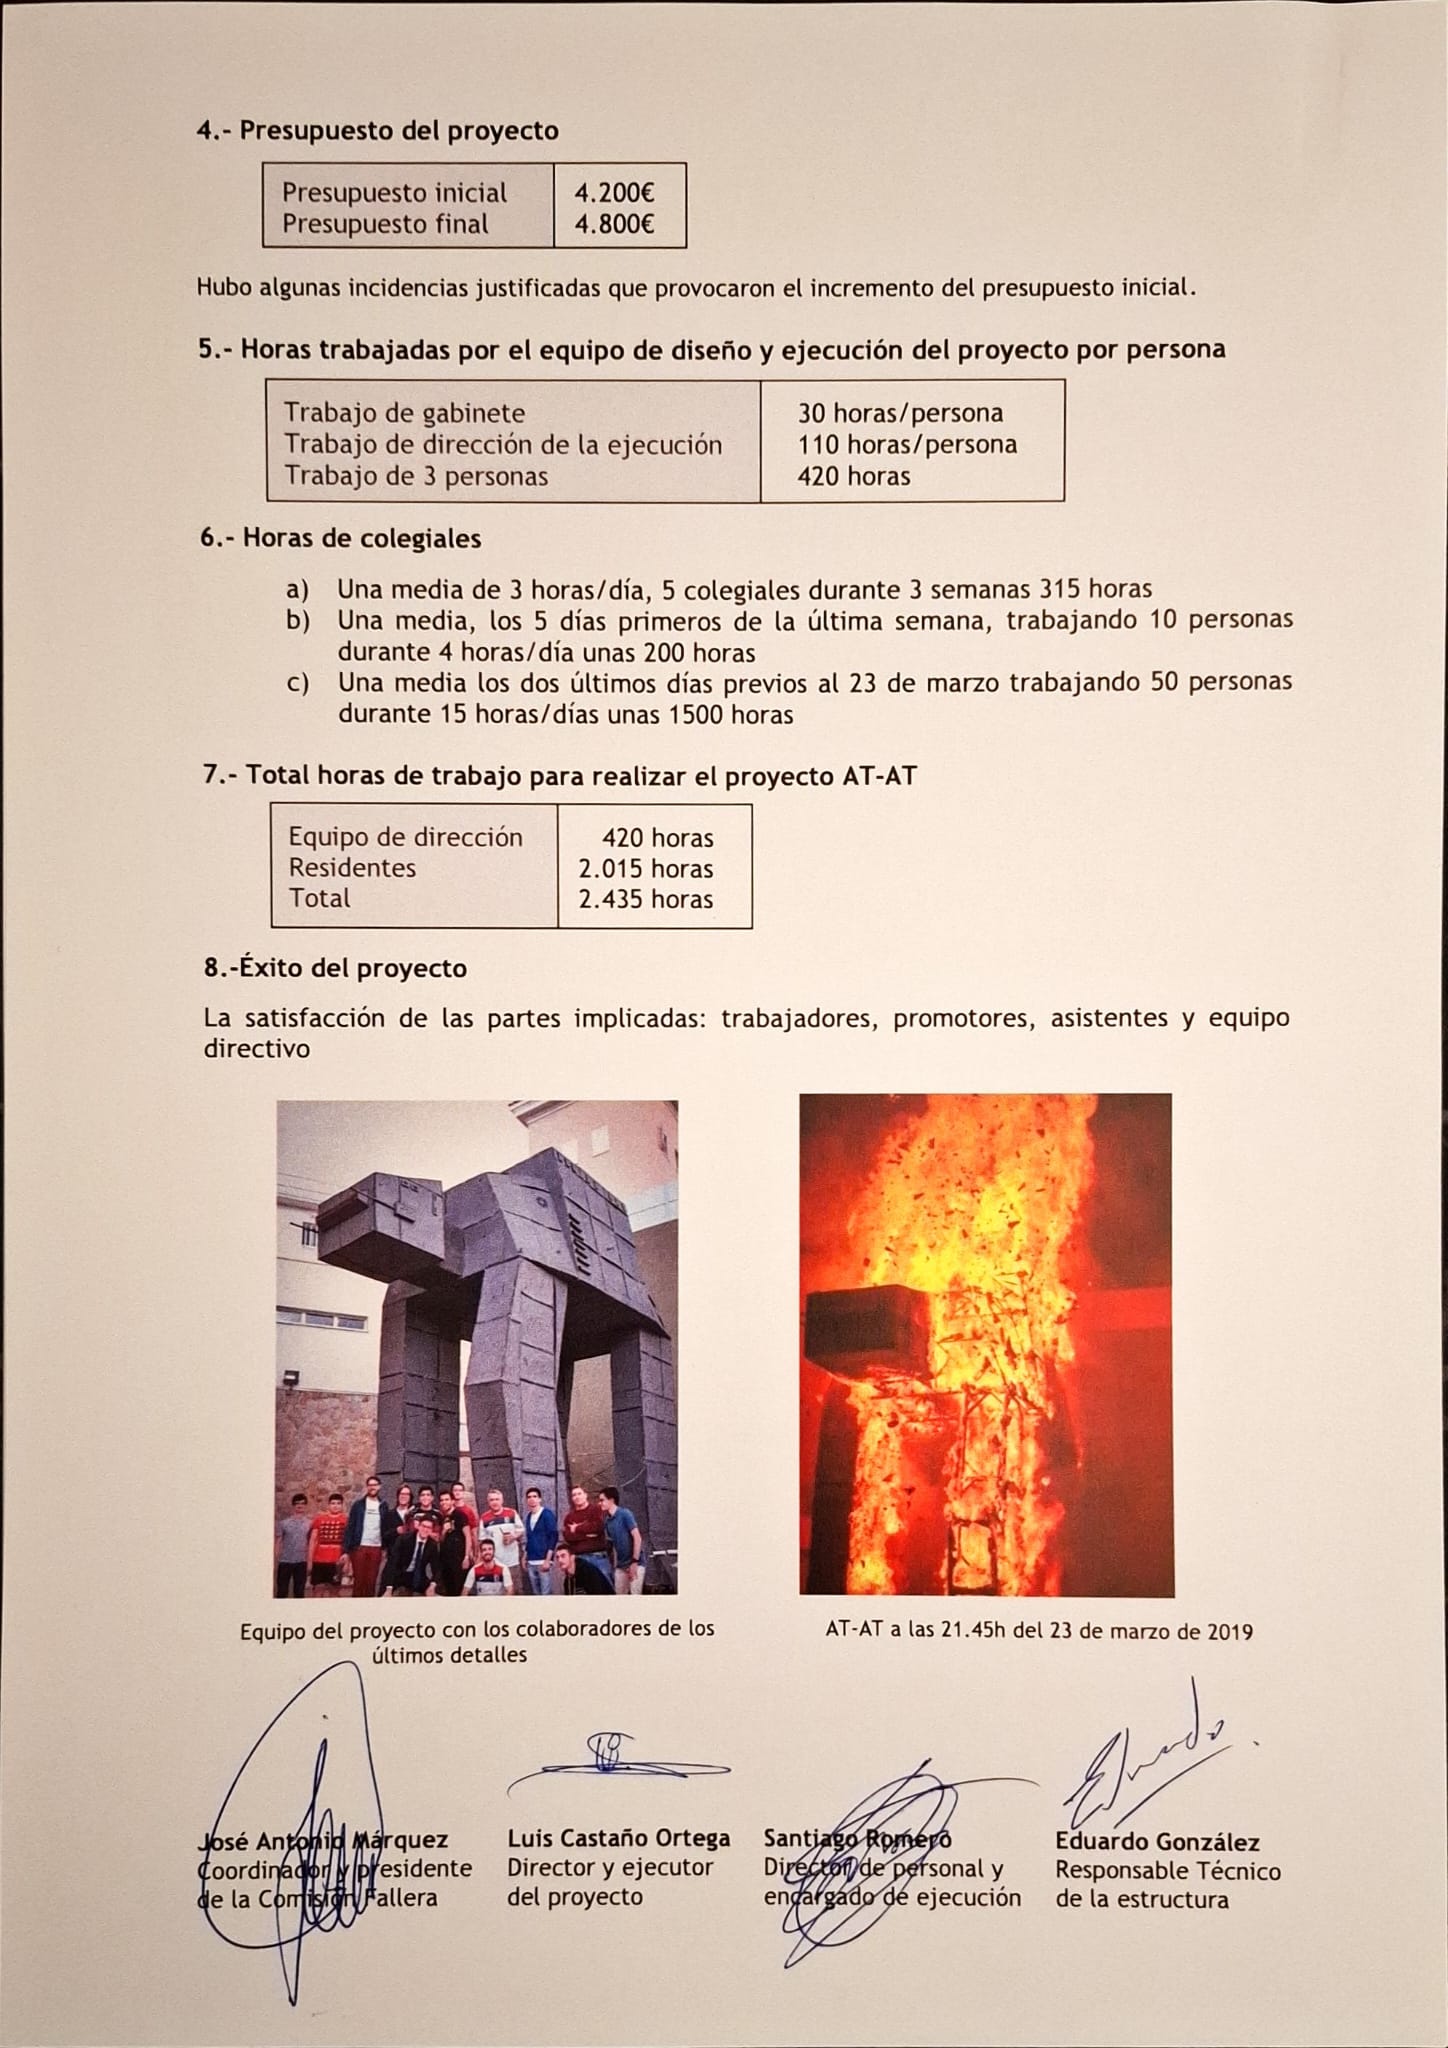 4.- Presupuesto del proyecto
Presupuesto inicial 4.200€
Presupuesto final 4.800€
Hubo algunas incidencias justificadas que provocaron el incremento del presupuesto inicial.
5.- Horas trabajadas por el equipo de diseño y ejecución del proyecto por persona
Trabajo de gabinete 30 horas/persona
Trabajo de dirección de la ejecución 110 horas/persona
Trabajo de 3 personas 420 horas
6.- Horas de colegiales
a) Una media de 3 horas/día, 5 colegiales durante 3 semanas 315 horas
b) Una media, los 5 días primeros de la última semana, trabajando 10 personas
durante 4 horas/día unas 200 horas
c) Una media los dos últimos días previos al 23 de marzo trabajando 50 personas
durante 15 horas/días unas 1500 horas
7.- Total horas de trabajo para realizar el proyecto AT-AT
Equipo de dirección 420 horas
Residentes 2.015 horas
Total 2.435 horas
8.-Éxito del proyecto
La satisfacción de las partes implicadas: trabajadores, promotores, asistentes y equipo
directivo
Equipo del proyecto con los colaboradores de los
últimos detalles
AT-AT a las 21.45h del 23 de marzo de 2019
Eduardo
José Antonio Márquez
Coordinador y presidente
de la Comisión Fallera
Luis Castaño Ortega
Director y ejecutor
del proyecto
Santiago Romero
Director de personal y
encargado de ejecución
Eduardo González
Responsable Técnico
de la estructura